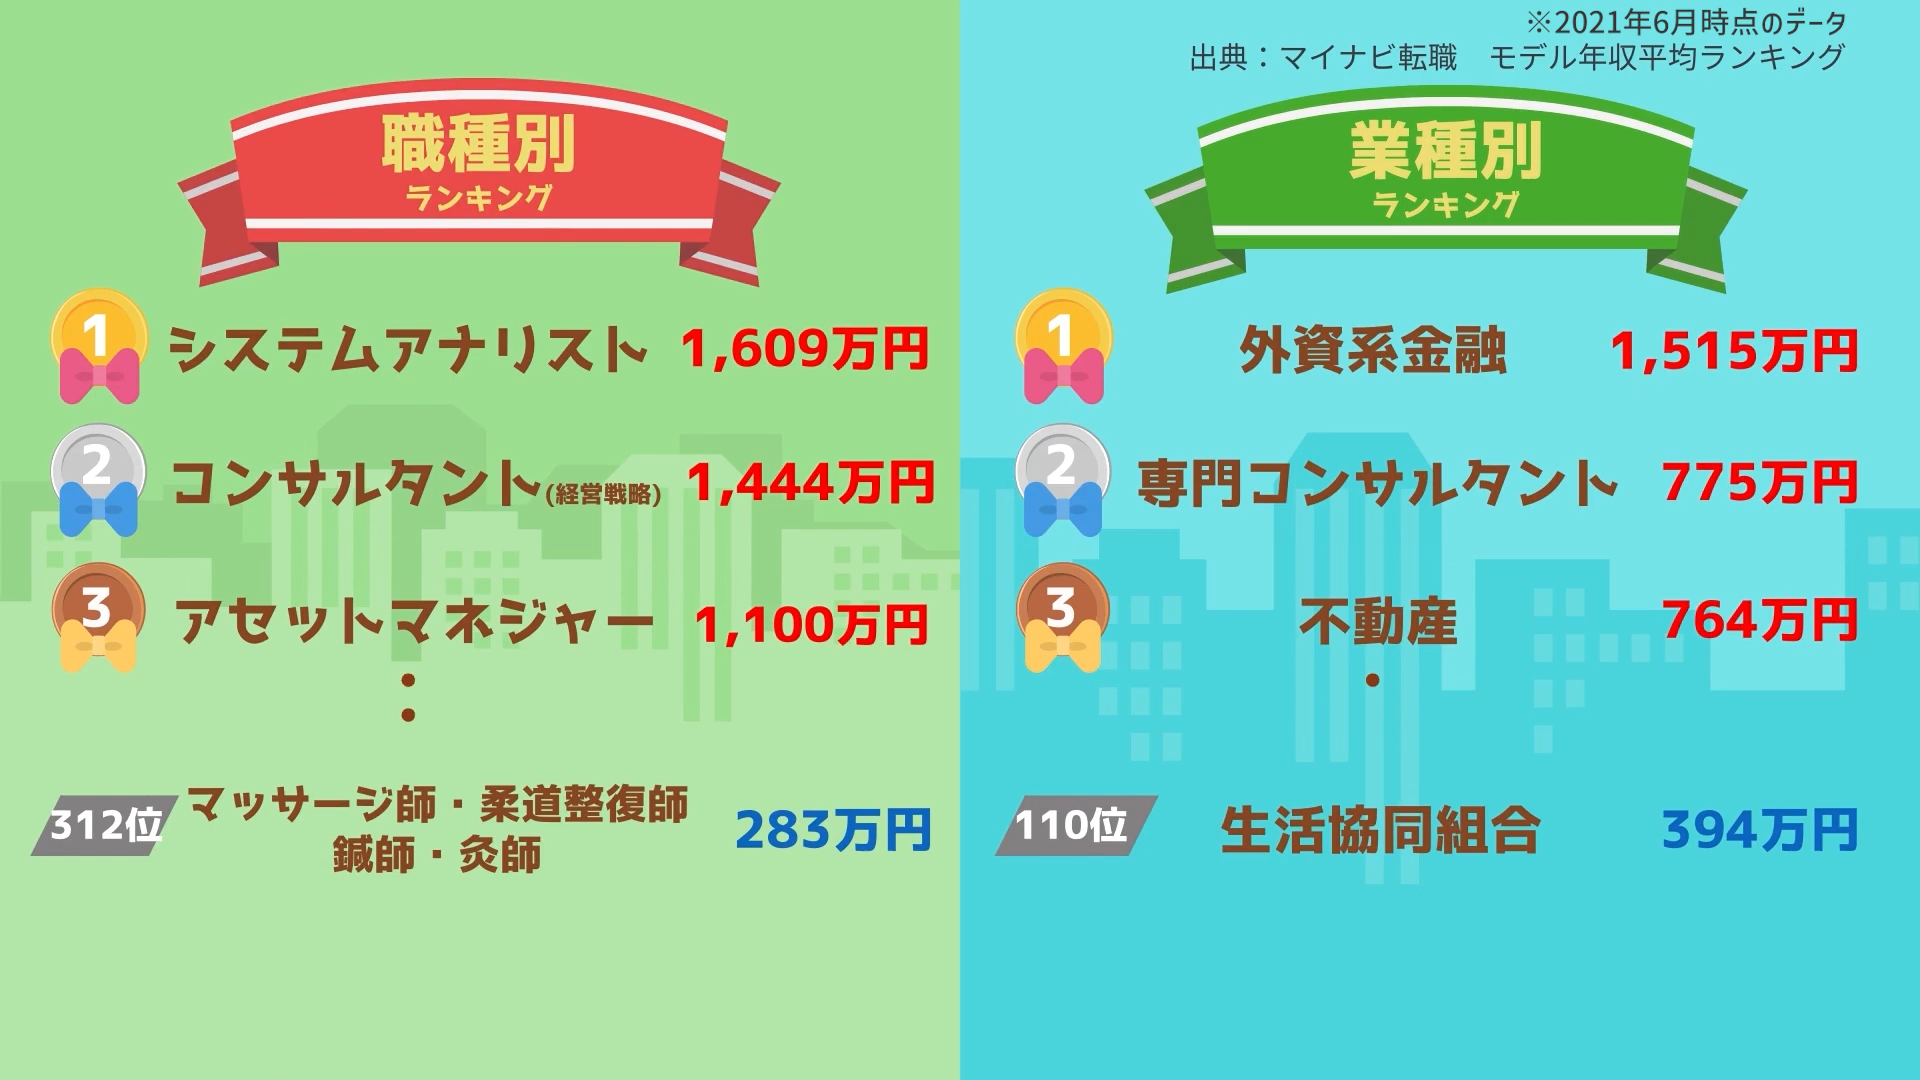 ※2021年6月時点のデータ
出典：マイナビ転職　モデル年収平均ランキング
職種別
ランキング
1 システムアナリスト 1,609万円
2 コンサルタント(経営戦略) 1,444万円
3 アセットマネジャー 1,100万円
・
・
312位 マッサージ師・柔道整復師
鍼師・灸師 283万円
業種別
ランキング
1 外資系金融 1,515万円
2 専門コンサルタント 775万円
3 不動産 764万円
・
110位 生活協同組合 394万円